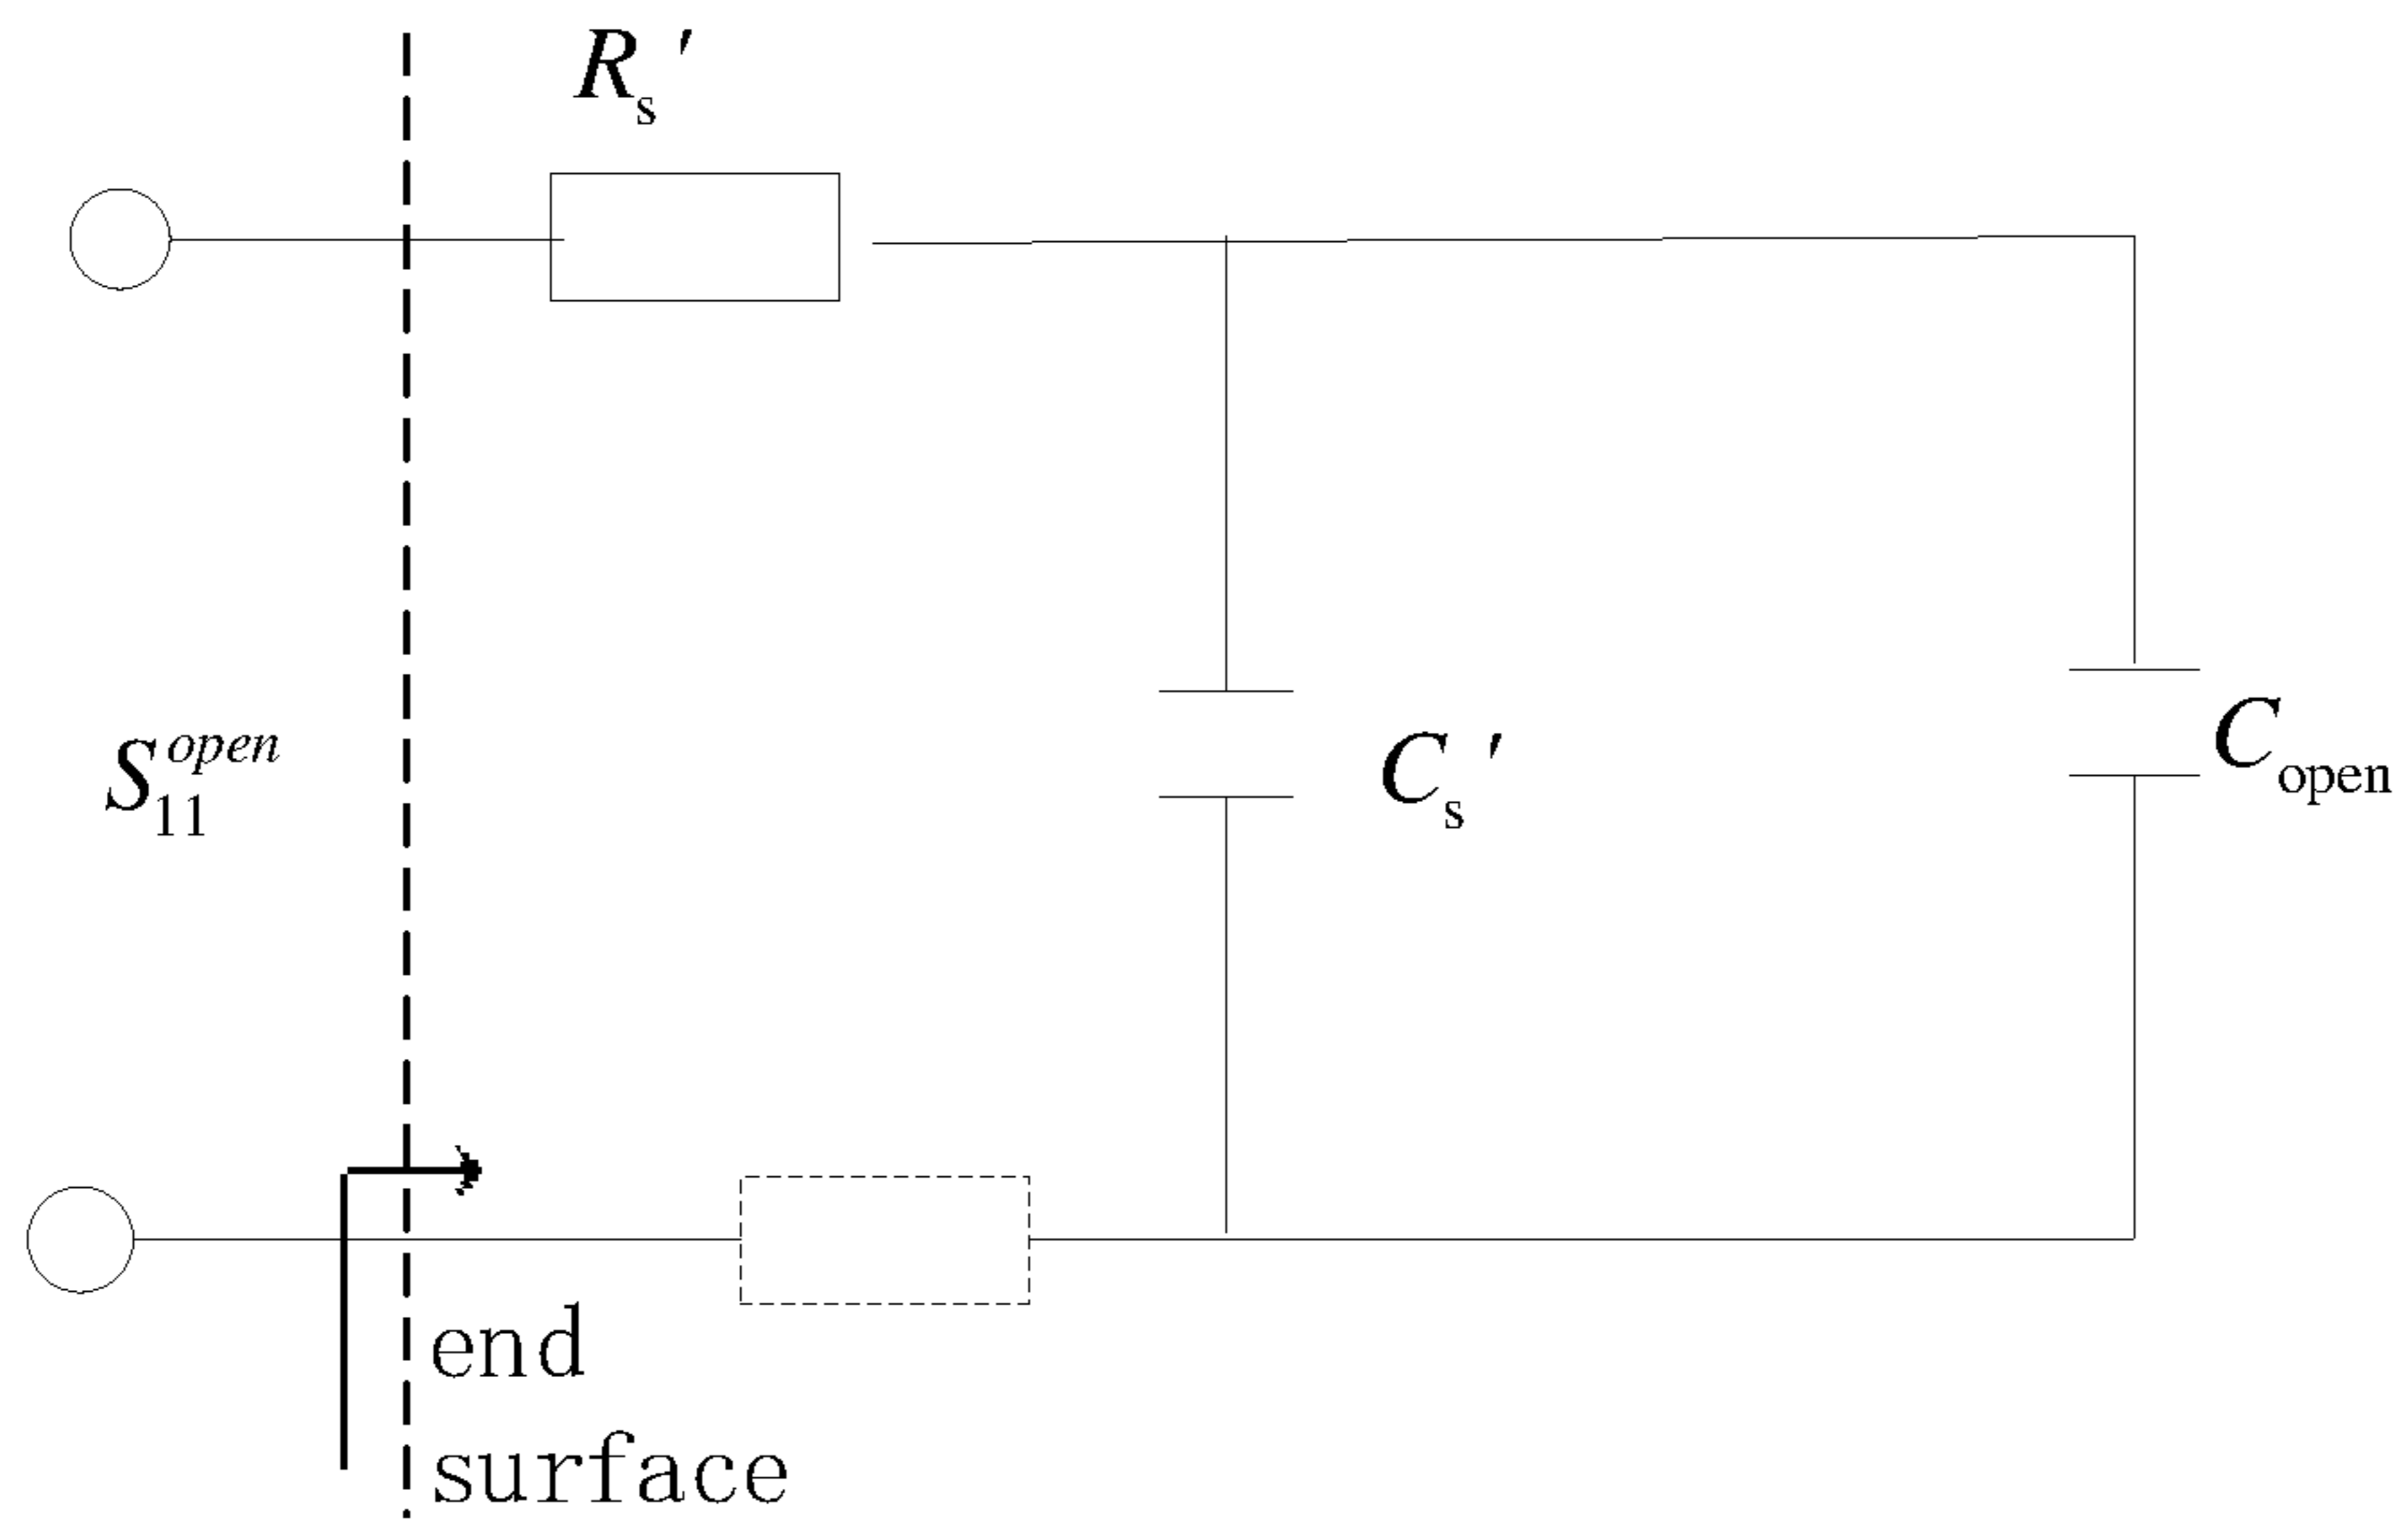 Rs′
S11open
Cs′
Copen
end
surface